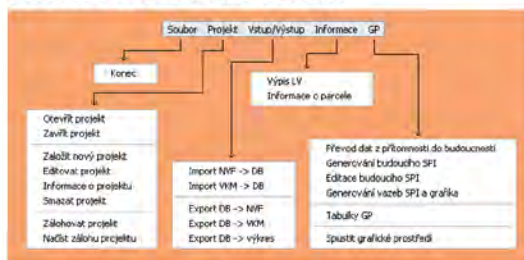 Soubor Projekt Vstup/Výstup Informace GP
Konec
Otevřít projekt
Zavřít projekt
Založit nový projekt
Editovat projekt
Informace o projektu
Smazat projekt
Zálohovat projekt
Načíst zálohu projektu
Import NVF -> DB
Import VKM -> DB
Export DB -> NVF
Export DB -> VKM
Export DB -> výkres
Výpis LV
Informace o parcele
Převod dat z přítomnosti do budoucnosti
Generování budoucího SPI
Editace budoucího SPI
Generování vazeb SPI a grafika
Tabulky GP
Spustit grafické prostředí